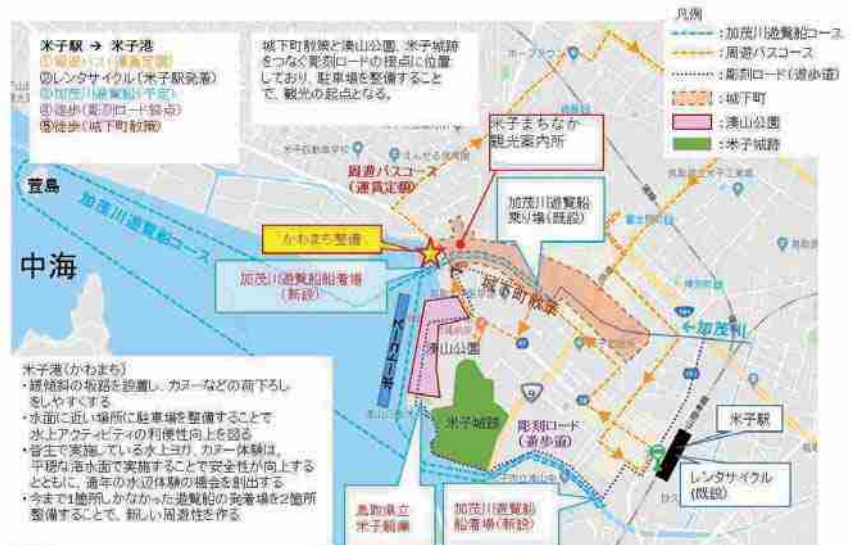 米子駅 → 米子港
①周遊バス(運賃定額)
②レンタサイクル(米子駅発着)
③加茂川遊覧船(予定)
④徒歩(彫刻ロード接点)
⑤徒歩(城下町散策)
城下町散策と湊山公園、米子城跡
をつなぐ彫刻ロードの接点に位置
しており、駐車場を整備すること
で、観光の起点となる。
凡例
:加茂川遊覧船コース
:周遊バスコース
:彫刻ロード(遊歩道)
:城下町
:湊山公園
:米子城跡
米子まちなか
観光案内所
周遊バスコース
(運賃定額)
加茂川遊覧船
乗り場(既設)
萱島
加茂川遊覧船コース
中海
かわまち整備
加茂川遊覧船船着場
(新設)
城下町散策
←加茂川
ボートコース
湊山公園
米子城跡
9
彫刻ロード
(遊歩道)
米子駅
レンタサイクル
(既設)
米子港(かわまち)
・緩傾斜の坂路を設置し、カヌーなどの荷下ろし
をしやすくする
・水面に近い場所に駐車場を整備することで
水上アクティビティの利便性向上を図る
・皆生で実施している水上ヨガ、カヌー体験は、
平穏な海水面で実施することで安全性が向上する
とともに、通年の水辺体験の機会を創出する
・今まで1箇所しかなかった遊覧船の発着場を2箇所
整備することで、新しい周遊性を作る
鳥取県立
米子艇庫
加茂川遊覧船
船着場(新設)